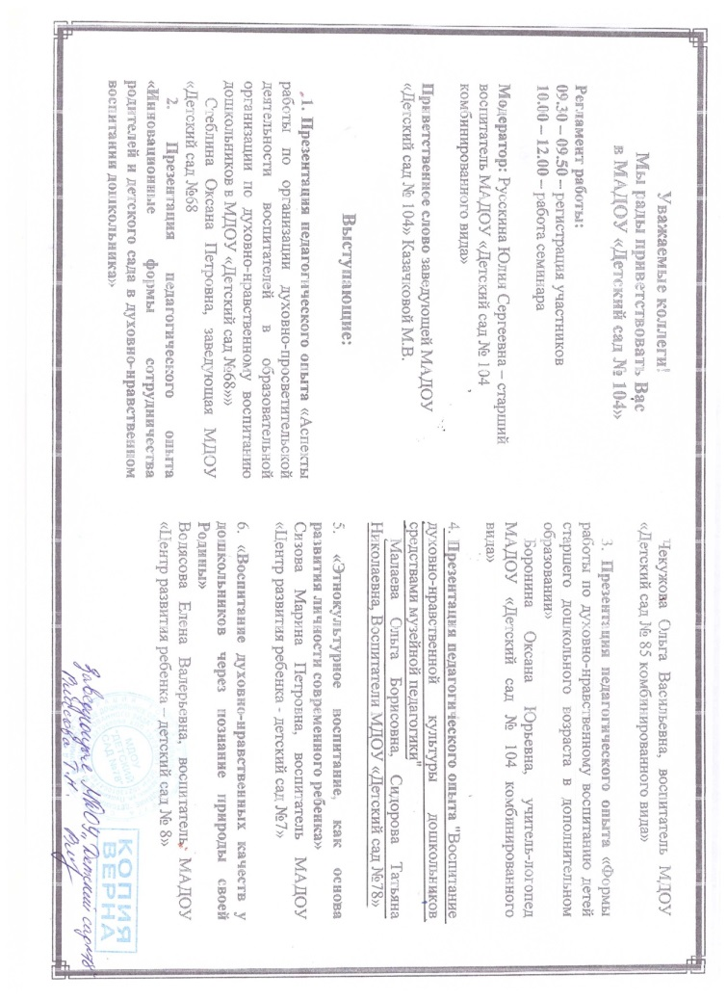 Уважаемые коллеги!
Мы рады приветствовать Вас
в МАДОУ «Детский сад № 104»
Регламент работы:
09.30 – 09.50 – регистрация участников
10.00 – 12.00 – работа семинара
Модератор: Рускина Юлия Сергеевна – старший
воспитатель МАДОУ «Детский сад № 104
комбинированного вида»
Приветственное слово заведующей МАДОУ
«Детский сад № 104» Казачковой М.В.
Выступающие:
1. Презентация педагогического опыта «Аспекты
работы по организации духовно-просветительской
деятельности воспитателей в образовательной
организации по духовно-нравственному воспитанию
дошкольников в МДОУ «Детский сад №68»»
Стеблина Оксана Петровна, заведующая МДОУ
«Детский сад №68
2. Презентация педагогического опыта
«Инновационные формы сотрудничества
родителей и детского сада в духовно-нравственном
воспитании дошкольника»
Чекужова Ольга Васильевна, воспитатель МДОУ
«Детский сад № 85 комбинированного вида»
3. Презентация педагогического опыта «Формы
работы по духовно-нравственному воспитанию детей
старшего дошкольного возраста в дополнительном
образовании»
Боронина Оксана Юрьевна, учитель-логопед
МАДОУ «Детский сад № 104 комбинированного
вида»
4. Презентация педагогического опыта "Воспитание
духовно-нравственной культуры дошкольников
средствами музейной педагогики"
Малаева Ольга Борисовна, Сидорова Татьяна
Николаевна, Воспитатели МДОУ «Детский сад №78»
5. «Этнокультурное воспитание, как основа
развития личности современного ребенка»
Сизова Марина Петровна, воспитатель МАДОУ
«Центр развития ребенка - детский сад №7»
6. «Воспитание духовно-нравственных качеств у
дошкольников через познание природы своей
Родины»
Водясова Елена Валерьевна, воспитатель МАДОУ
«Центр развития ребенка – детский сад № 8»
КОПИЯ
ВЕРНА
Заведующие МДОУ „Детский сад №78"
Т.Н.